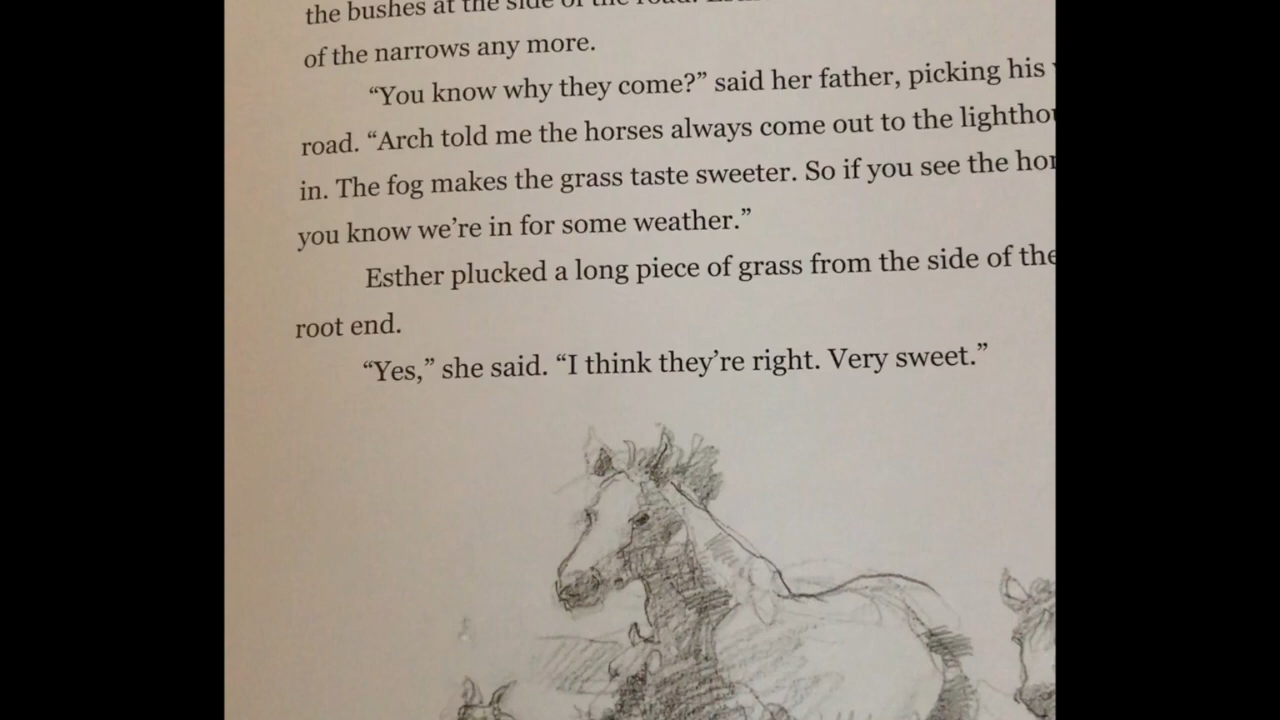 the bushes at the side of the road.
of the narrows any more.
“You know why they come?” said her father, picking his
road. “Arch told me the horses always come out to the
in. The fog makes the grass taste sweeter. So if you see the
you know we’re in for some weather.”
Esther plucked a long piece of grass from the side of the
root end.
“Yes,” she said. “I think they’re right. Very sweet.”